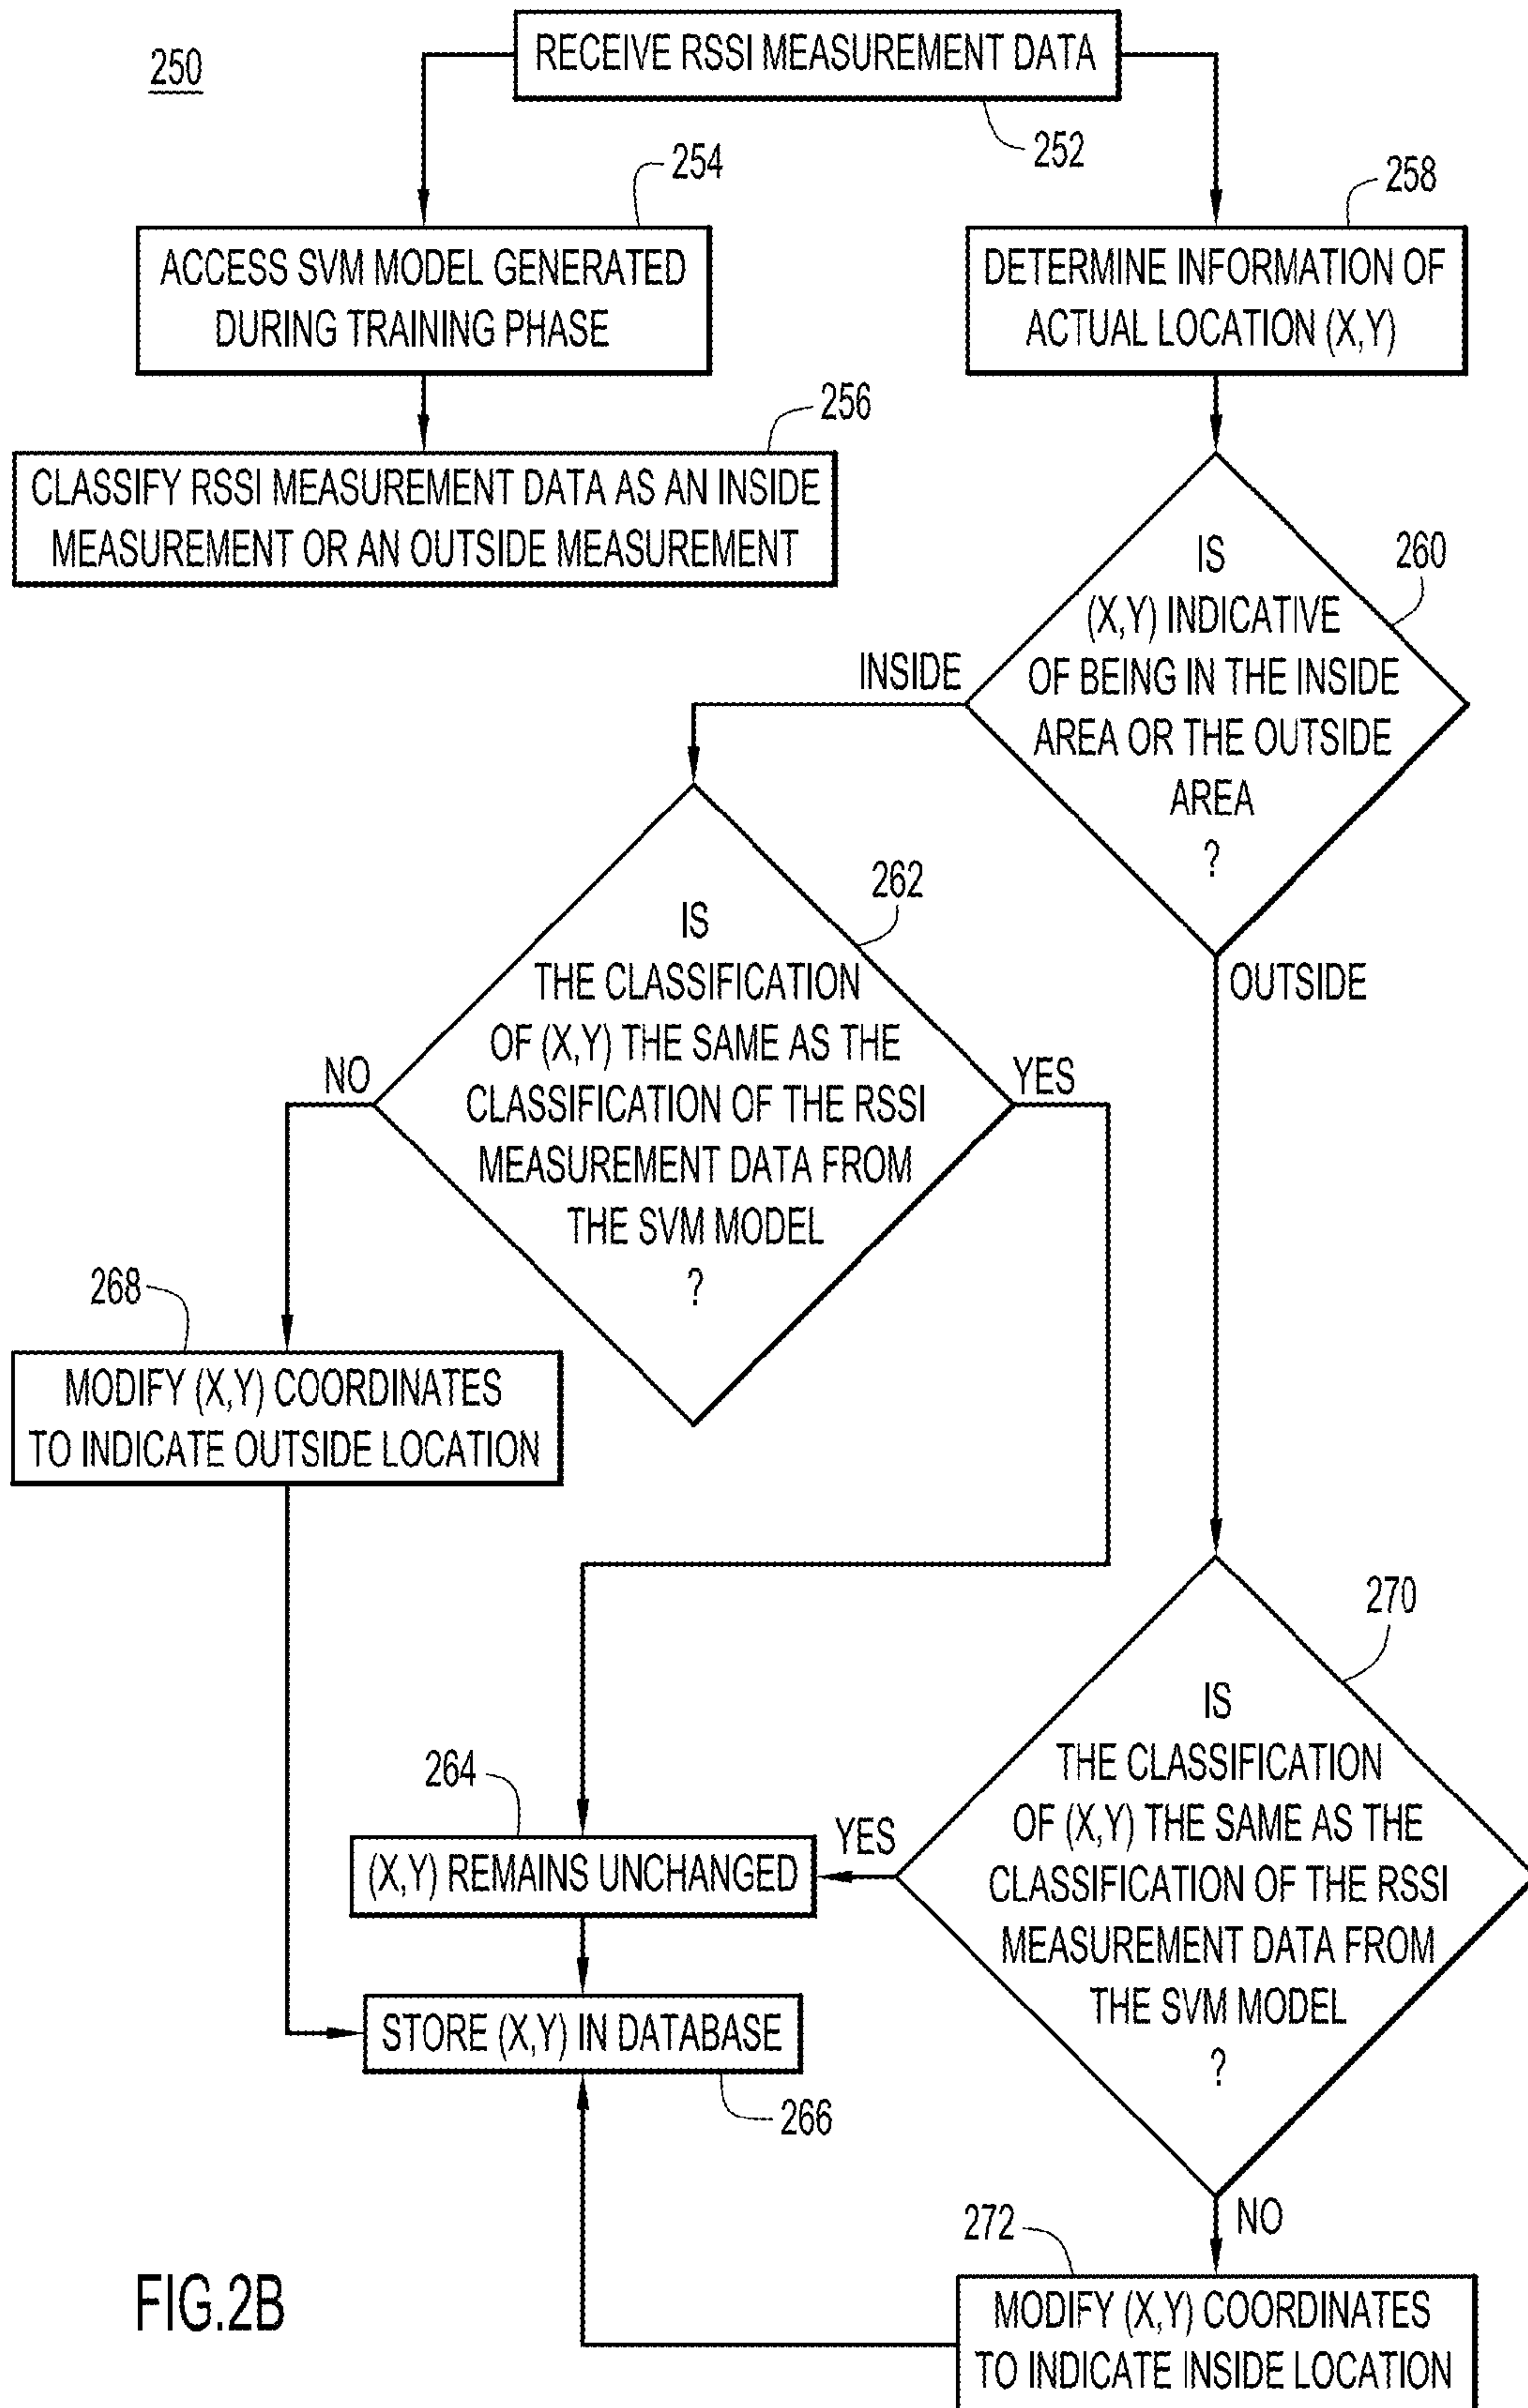 250
RECEIVE RSSI MEASUREMENT DATA
252
254
ACCESS SVM MODEL GENERATED
DURING TRAINING PHASE
258
DETERMINE INFORMATION OF
ACTUAL LOCATION (X,Y)
256
CLASSIFY RSSI MEASUREMENT DATA AS AN INSIDE
MEASUREMENT OR AN OUTSIDE MEASUREMENT
260
IS
(X,Y) INDICATIVE
OF BEING IN THE INSIDE
AREA OR THE OUTSIDE
AREA
?
INSIDE
OUTSIDE
262
IS
THE CLASSIFICATION
OF (X,Y) THE SAME AS THE
CLASSIFICATION OF THE RSSI
MEASUREMENT DATA FROM
THE SVM MODEL
?
NO
YES
268
MODIFY (X,Y) COORDINATES
TO INDICATE OUTSIDE LOCATION
270
IS
THE CLASSIFICATION
OF (X,Y) THE SAME AS THE
CLASSIFICATION OF THE RSSI
MEASUREMENT DATA FROM
THE SVM MODEL
?
YES
NO
264
(X,Y) REMAINS UNCHANGED
STORE (X,Y) IN DATABASE
266
272
MODIFY (X,Y) COORDINATES
TO INDICATE INSIDE LOCATION
FIG.2B